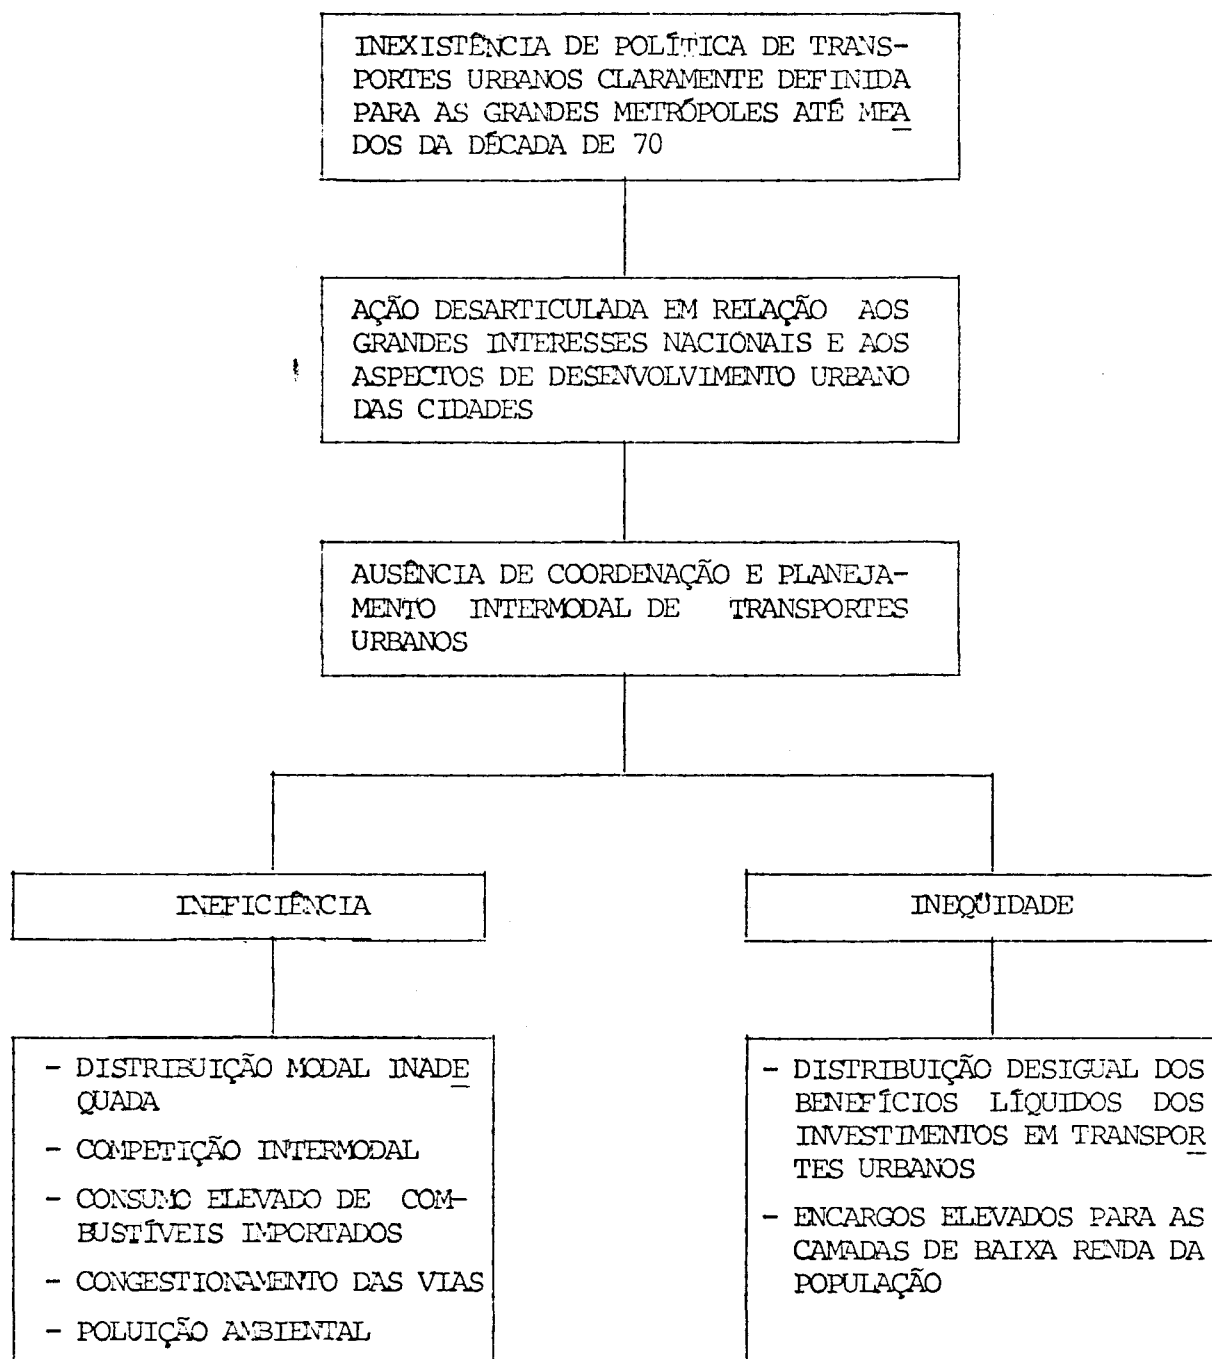 INEXISTÊNCIA DE POLÍTICA DE TRANS-
PORTES URBANOS CLARAMENTE DEFINIDA
PARA AS GRANDES METRÓPOLES ATÉ MEA
DOS DA DÉCADA DE 70
AÇÃO DESARTICULADA EM RELAÇÃO AOS
GRANDES INTERESSES NACIONAIS E AOS
ASPECTOS DE DESENVOLVIMENTO URBANO
DAS CIDADES
AUSÊNCIA DE COORDENAÇÃO E PLANEJA-
MENTO INTERMODAL DE TRANSPORTES
URBANOS
INEFICIÊNCIA
- DISTRIBUIÇÃO MODAL INADE
QUADA
- COMPETIÇÃO INTERMODAL
- CONSUMO ELEVADO DE COM-
BUSTÍVEIS IMPORTADOS
- CONGESTIONAMENTO DAS VIAS
- POLUIÇÃO AMBIENTAL
INEQÜIDADE
- DISTRIBUIÇÃO DESIGUAL DOS
BENEFÍCIOS LÍQUIDOS DOS
INVESTIMENTOS EM TRANSPOR
TES URBANOS
- ENCARGOS ELEVADOS PARA AS
CAMADAS DE BAIXA RENDA DA
POPULAÇÃO